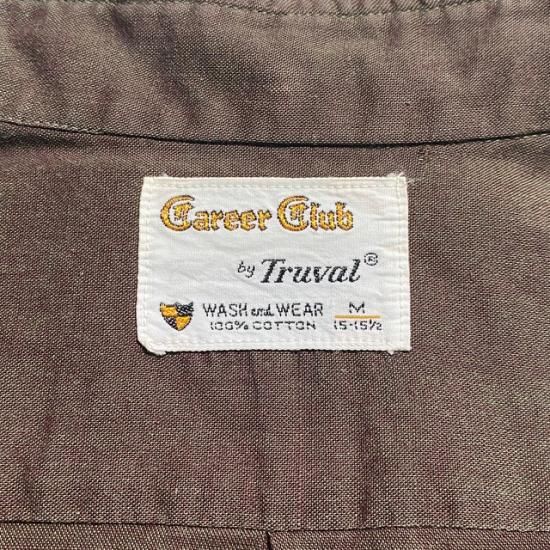 Career Club
by Truval®
WASH and WEAR M
100% COTTON 15-15½